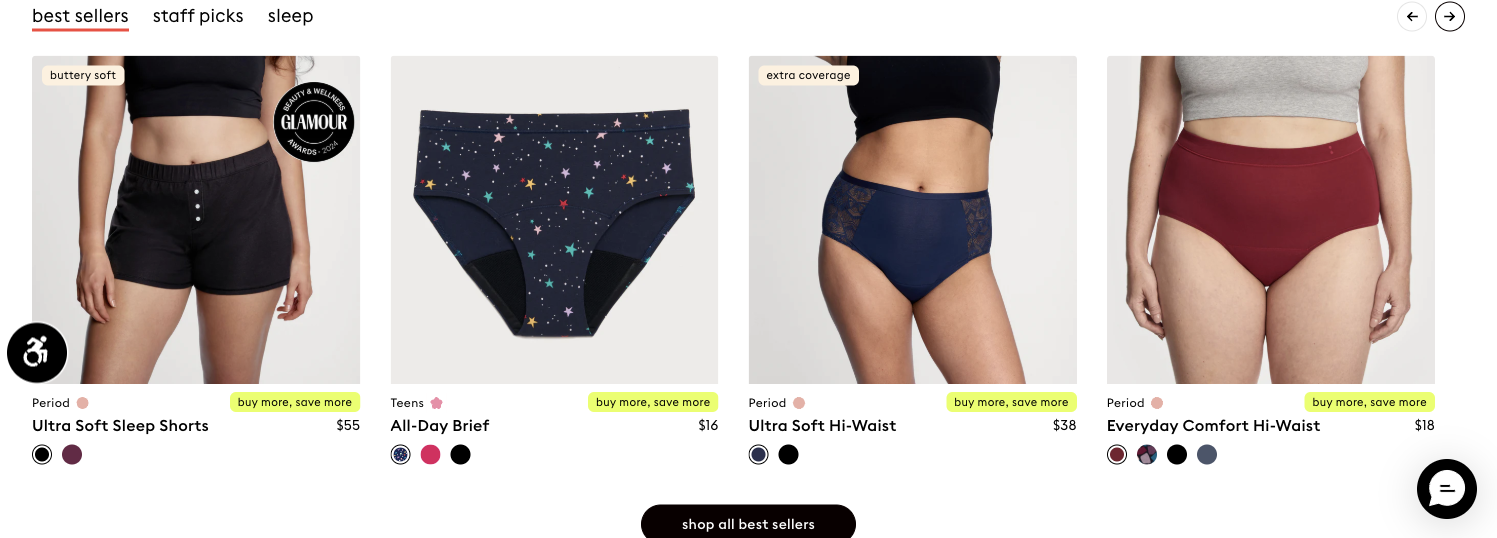 best sellers staff picks sleep
buttery soft
BEAUTY & WELLNESS
GLAMOUR
AWARDS • 2024
extra coverage
Period buy more, save more
Ultra Soft Sleep Shorts $55
Teens buy more, save more
All-Day Brief $16
Period buy more, save more
Ultra Soft Hi-Waist $38
Period buy more, save more
Everyday Comfort Hi-Waist $18
shop all best sellers